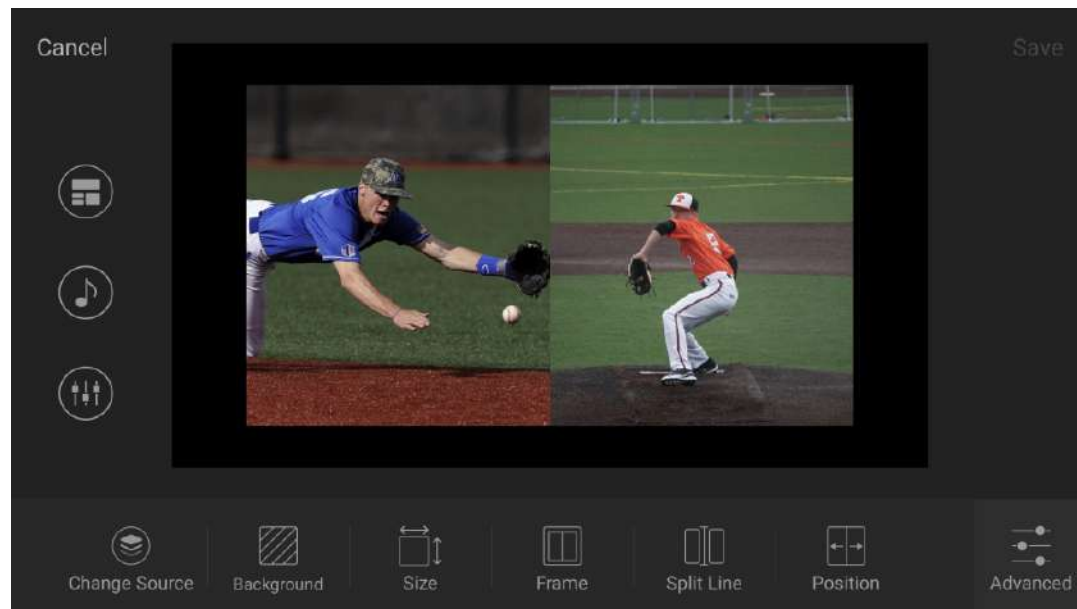 Cancel
Save
Change Source
Background
Size
Frame
Split Line
Position
Advanced